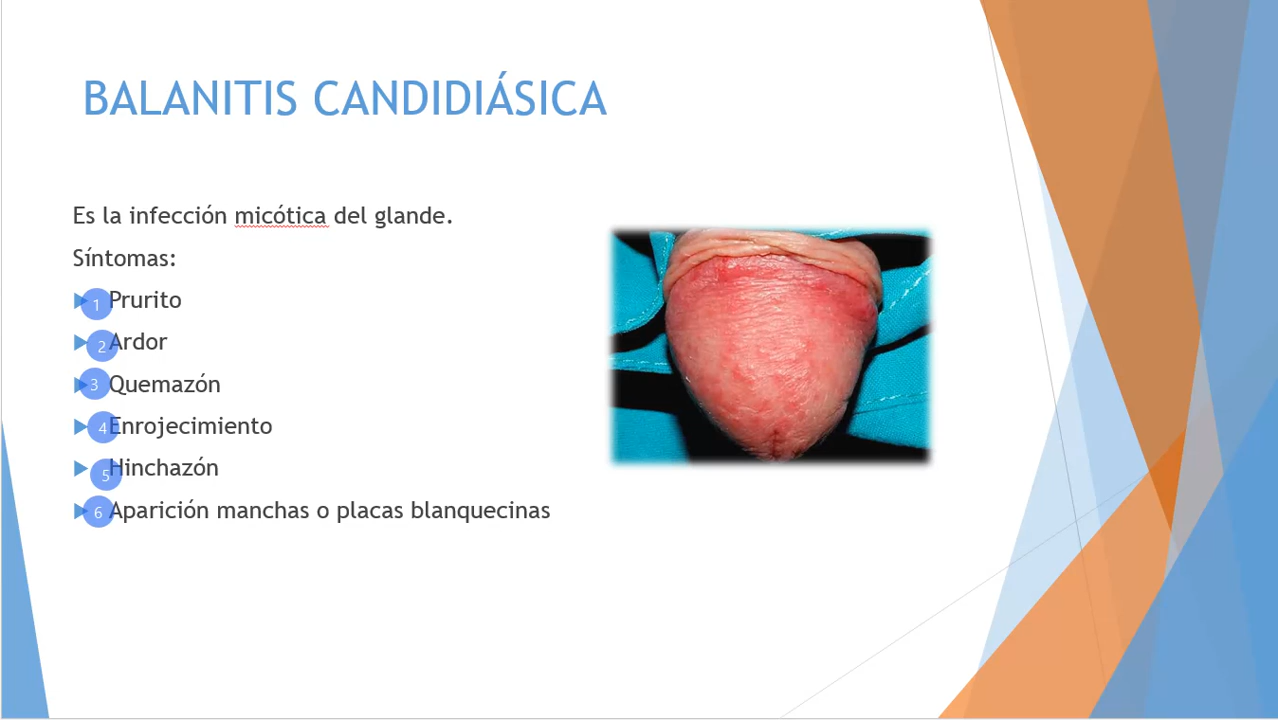 BALANITIS CANDIDIÁSICA
Es la infección micótica del glande.
Síntomas:
1 Prurito
2 Ardor
3 Quemazón
4 Enrojecimiento
5 Hinchazón
6 Aparición manchas o placas blanquecinas